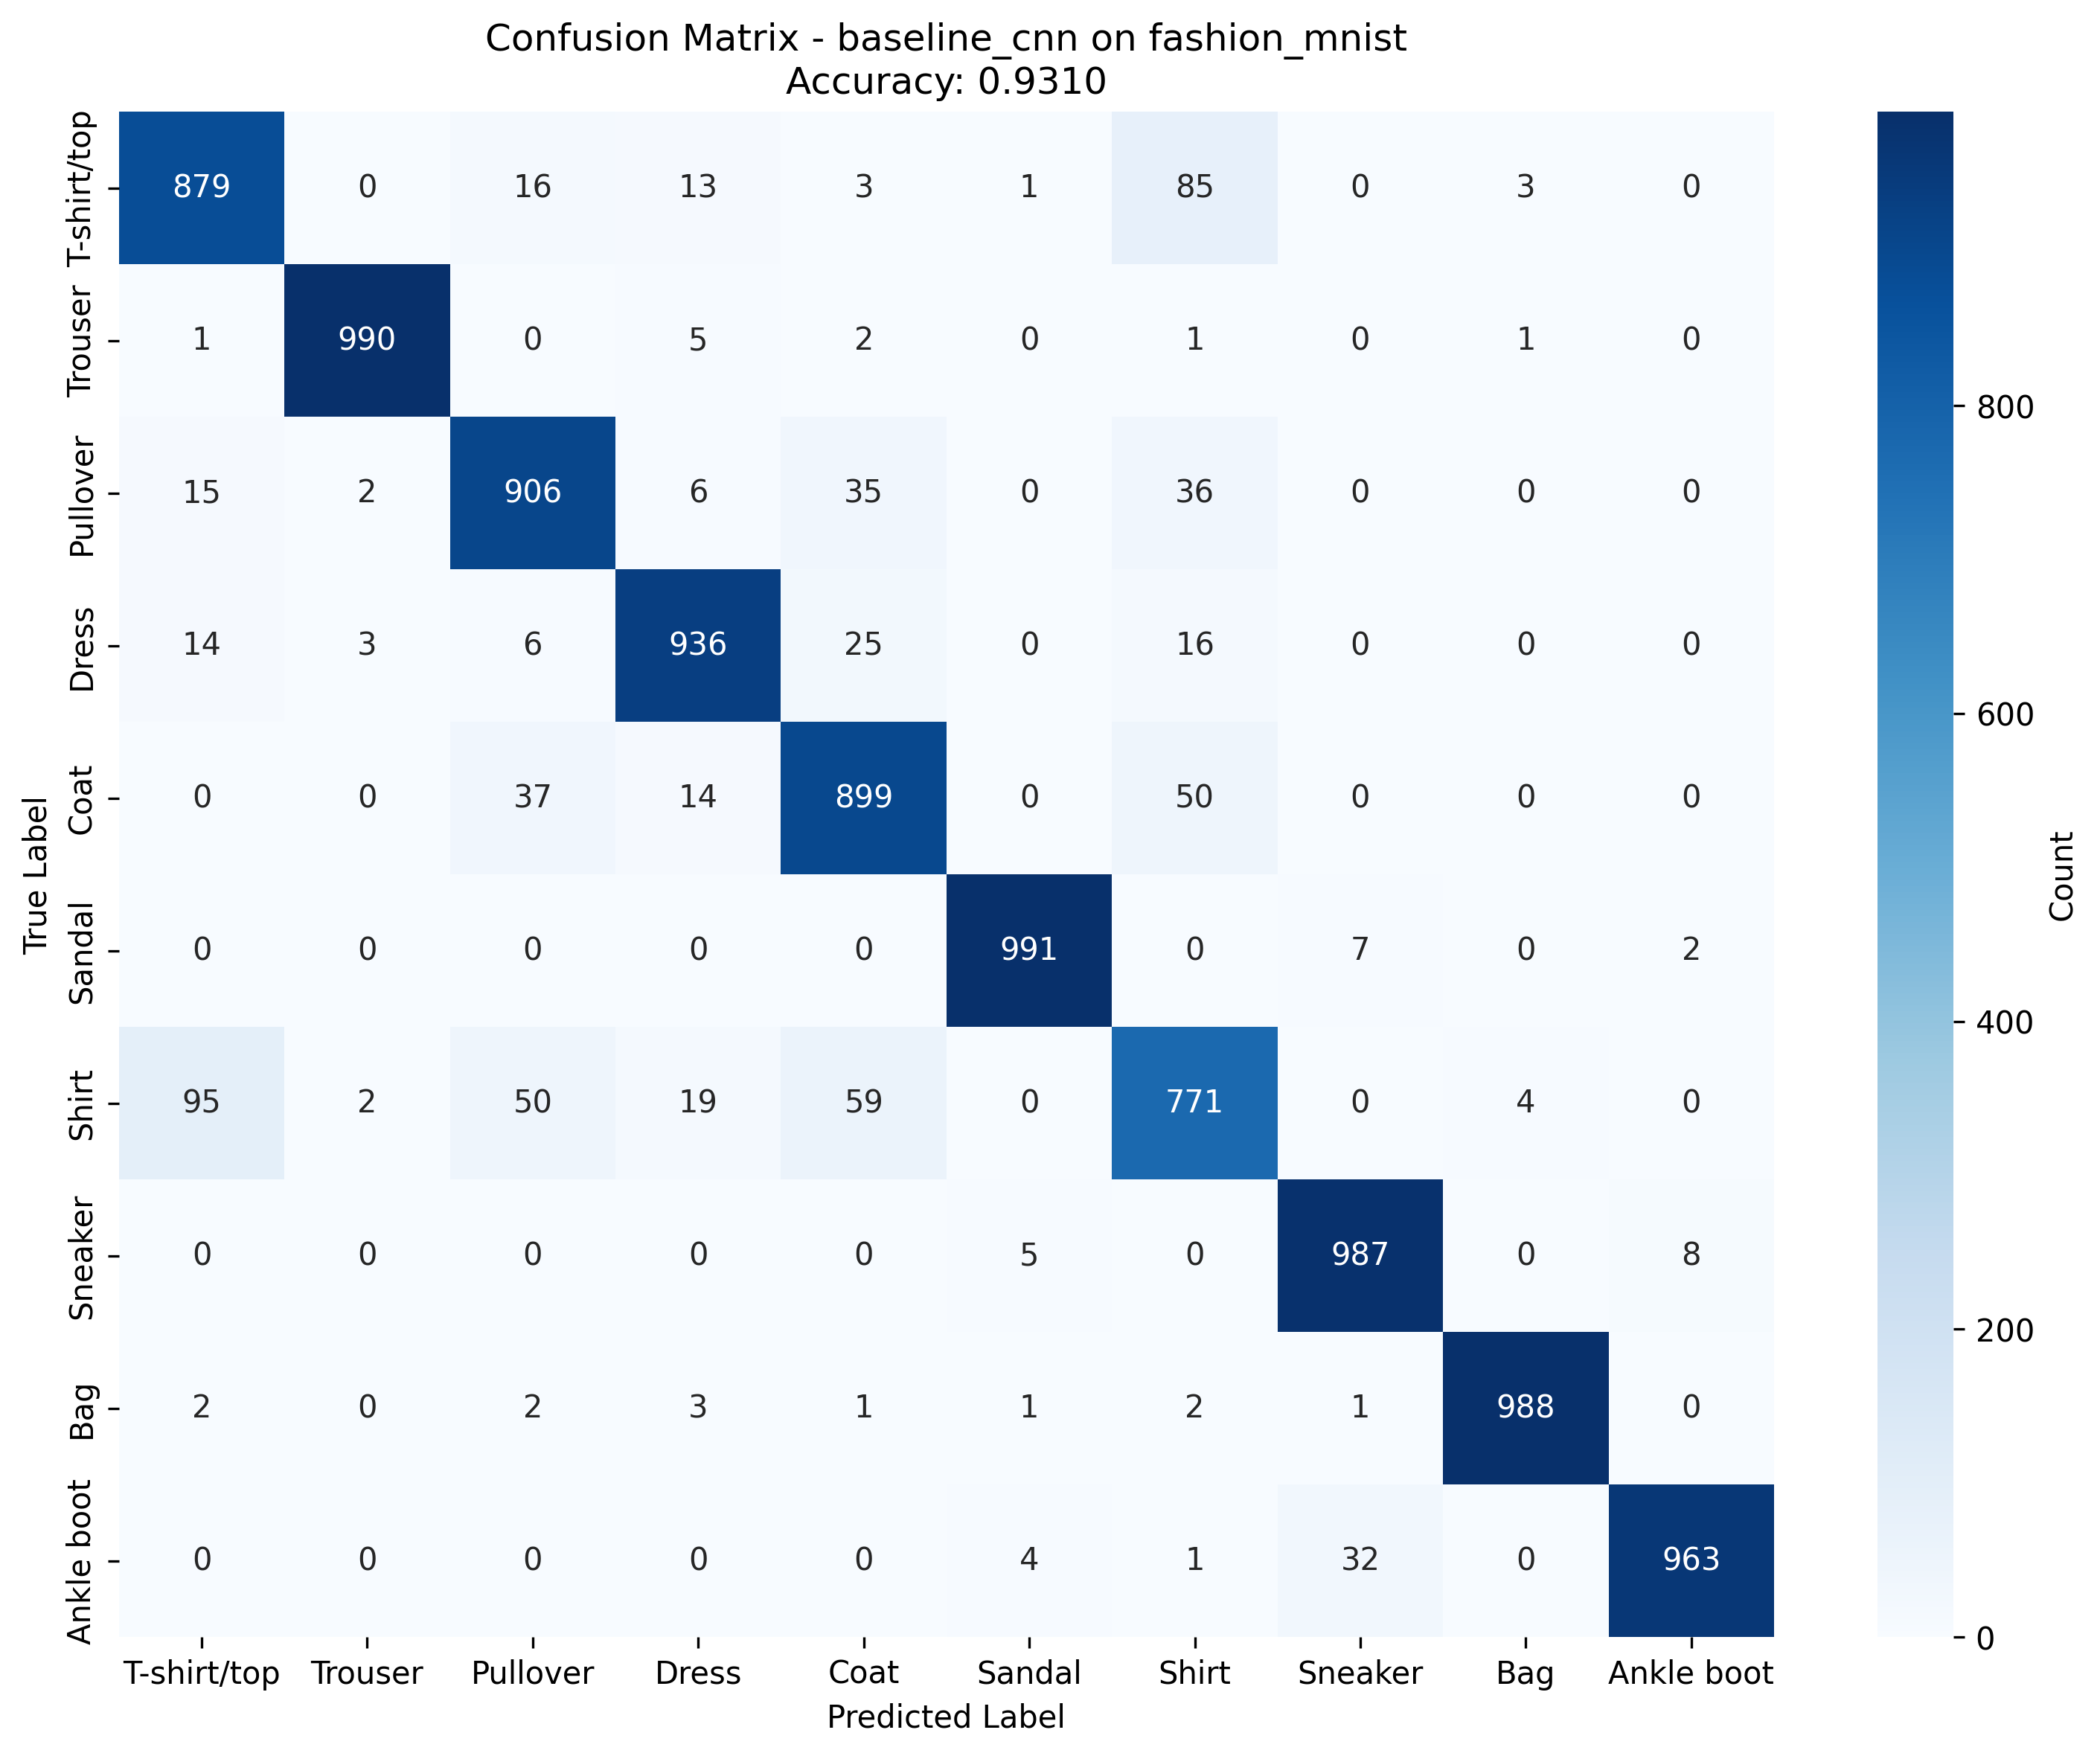 Confusion Matrix - baseline_cnn on fashion_mnist
Accuracy: 0.9310
True Label
T-shirt/top 879 0 16 13 3 1 85 0 3 0
Trouser 1 990 0 5 2 0 1 0 1 0
Pullover 15 2 906 6 35 0 36 0 0 0
Dress 14 3 6 936 25 0 16 0 0 0
Coat 0 0 37 14 899 0 50 0 0 0
Sandal 0 0 0 0 0 991 0 7 0 2
Shirt 95 2 50 19 59 0 771 0 4 0
Sneaker 0 0 0 0 0 5 0 987 0 8
Bag 2 0 2 3 1 1 2 1 988 0
Ankle boot 0 0 0 0 0 4 1 32 0 963
T-shirt/top Trouser Pullover Dress Coat Sandal Shirt Sneaker Bag Ankle boot
Predicted Label
800
600
400
200
0
Count